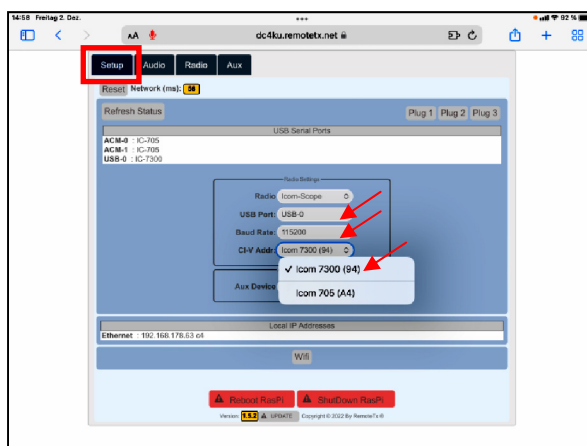 14:58 Freitag 2. Dez.
92 %
AA
dc4ku.remotetx.net
Setup Audio Radio Aux
Reset Network (ms): 56
Refresh Status
Plug 1 Plug 2 Plug 3
USB Serial Ports
ACM-0 : IC-705
ACM-1 : IC-705
USB-0 : IC-7300
Radio Settings
Radio Icom-Scope
USB Port: USB-0
Baud Rate: 115200
CI-V Addr: Icom 7300 (94)
✓ Icom 7300 (94)
Icom 705 (A4)
Aux Device
Local IP Addresses
Ethernet : 192.168.178.63 c4
Wifi
Reboot RasPi
ShutDown RasPi
Version 1.5.2 UPDATE Copyright © 2022 By RemoteTx ®